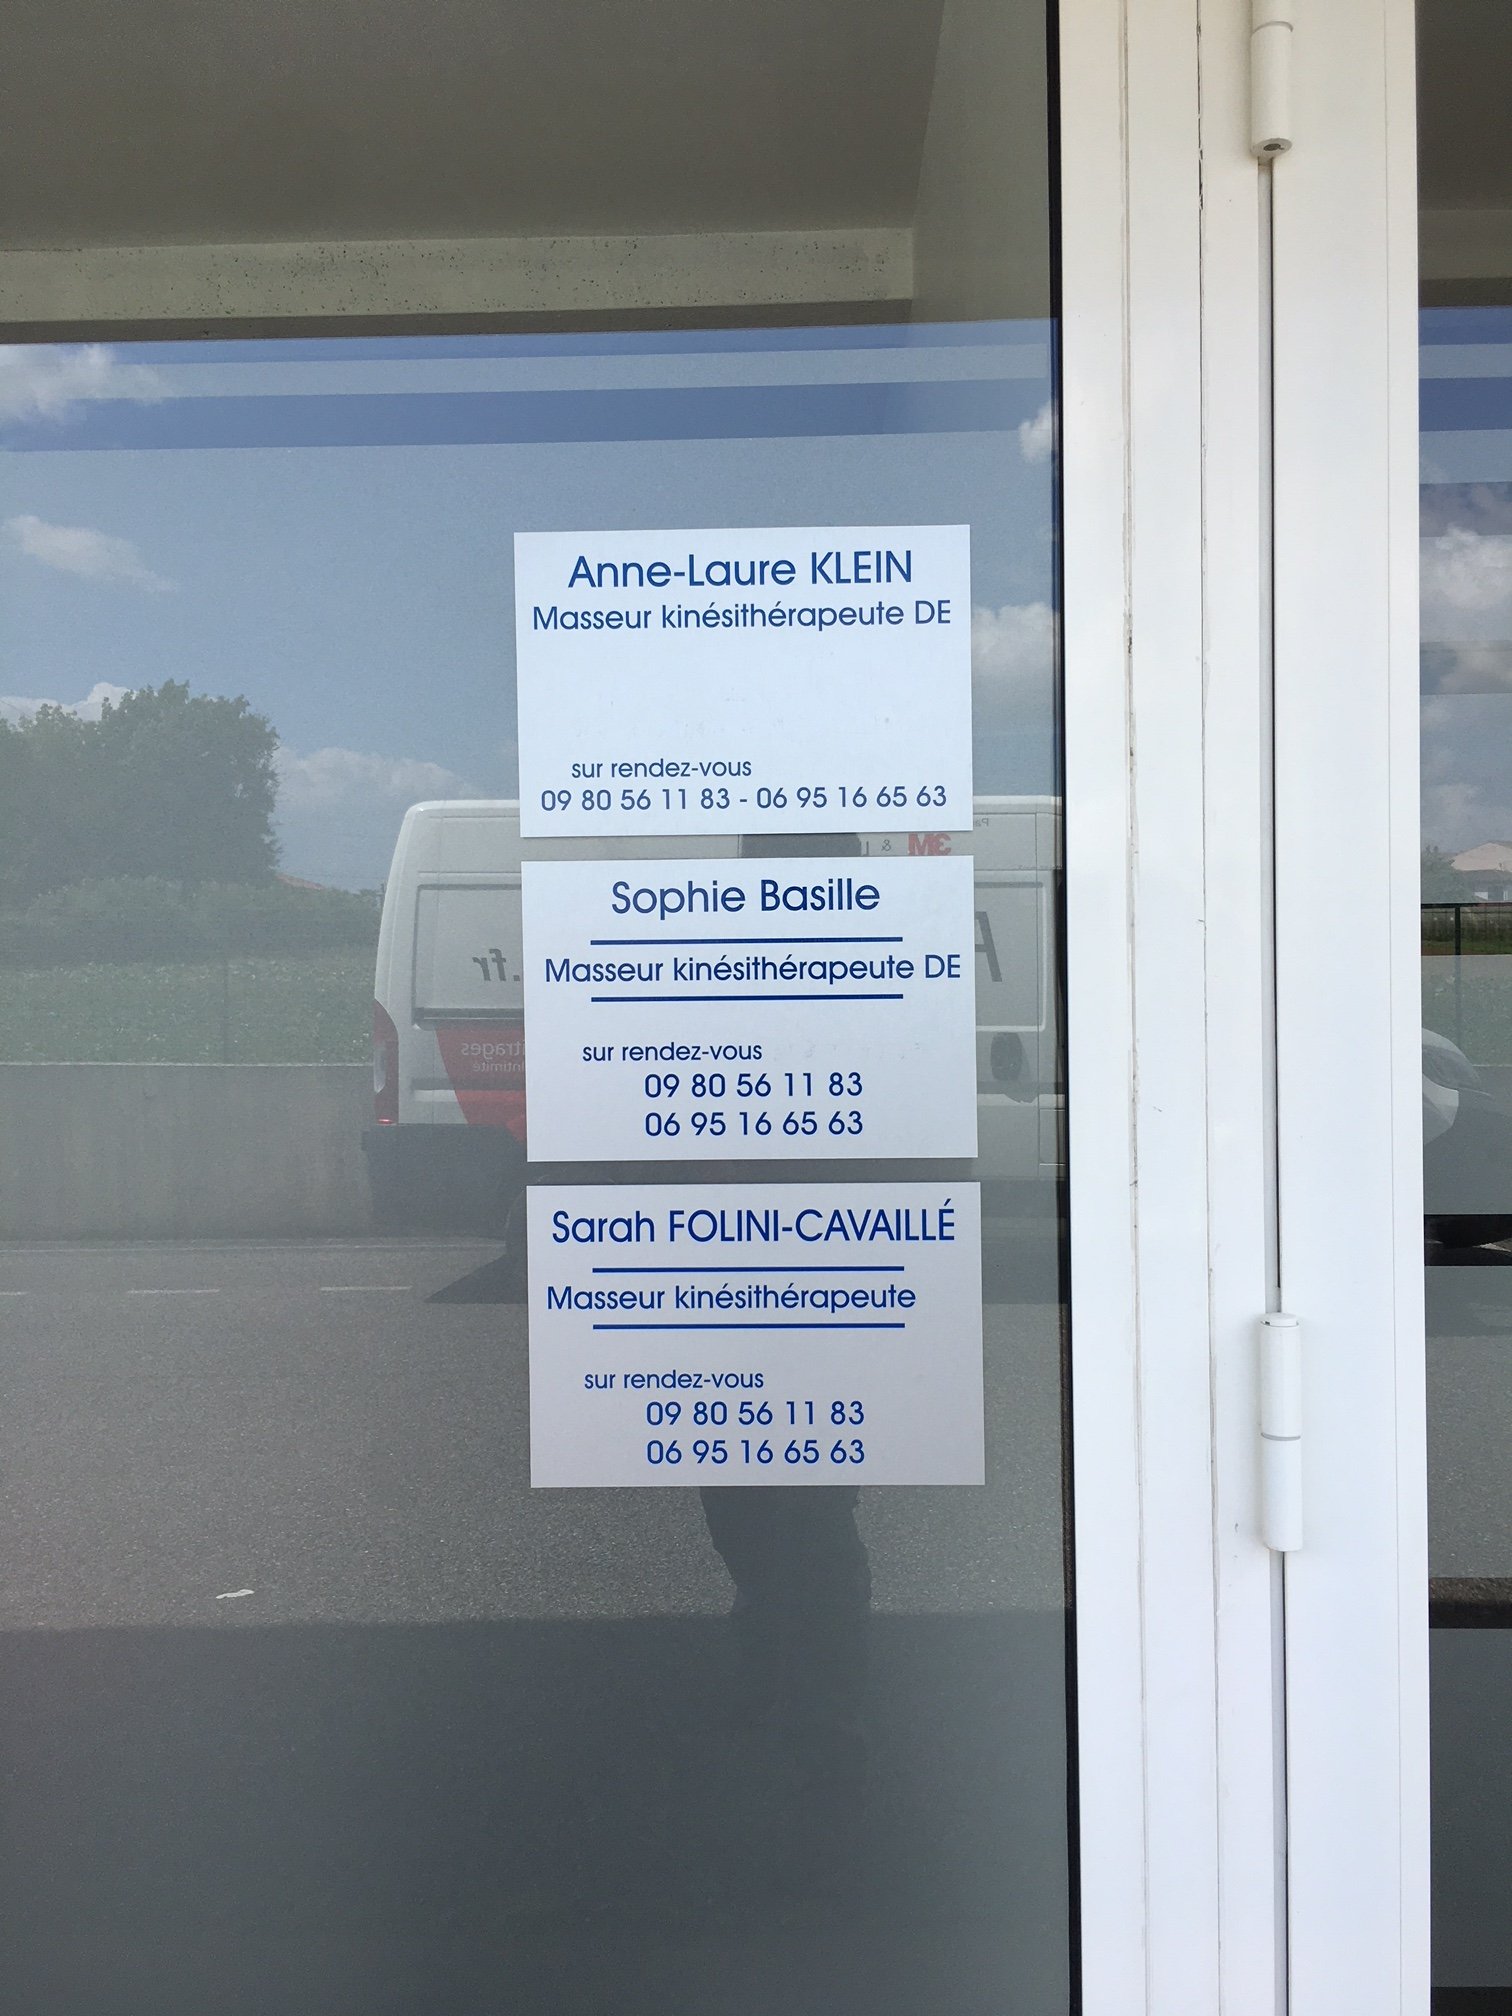 Anne-Laure KLEIN
Masseur kinésithérapeute DE
sur rendez-vous
09 80 56 11 83 - 06 95 16 65 63
3M
&
Sophie Basille
Masseur kinésithérapeute DE
.fr
sur rendez-vous
09 80 56 11 83
06 95 16 65 63
Sarah FOLINI-CAVAILLÉ
Masseur kinésithérapeute
sur rendez-vous
09 80 56 11 83
06 95 16 65 63